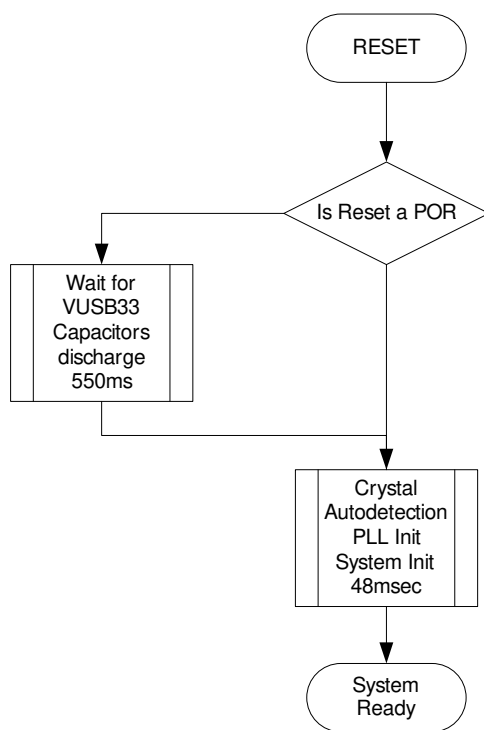 RESET
Is Reset a POR
Wait for
VUSB33
Capacitors
discharge
550ms
Crystal
Autodetection
PLL Init
System Init
48msec
System
Ready